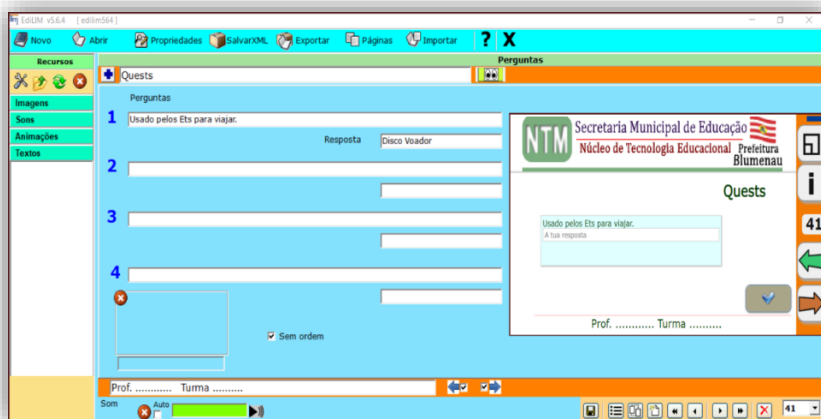 EdiLIM v5.6.4 [ edilim564 ]
Novo Abrir Propriedades SalvarXML Exportar Páginas Importar ? X
Recursos Perguntas
Quests
Imagens
Sons
Animações
Textos
Perguntas
1 Usado pelos Ets para viajar.
Resposta Disco Voador
2
3
4
Sem ordem
Prof. ............ Turma ..........
Som Auto
41
NTM Secretaria Municipal de Educação
Núcleo de Tecnologia Educacional Prefeitura
Blumenau
Quests
Usado pelos Ets para viajar.
A tua resposta
Prof. ............ Turma ..........
i
41